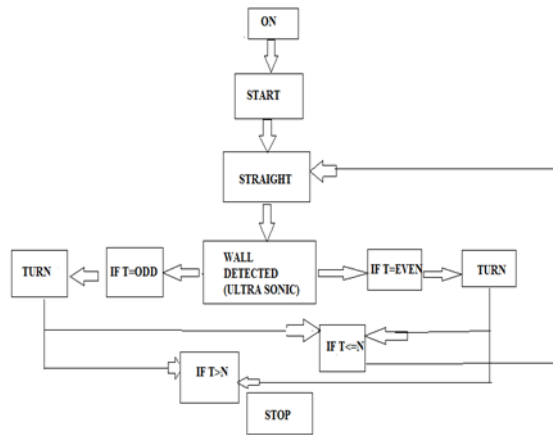 ON
START
STRAIGHT
WALL
DETECTED
(ULTRA SONIC)
IF T=ODD
TURN
IF T=EVEN
TURN
IF T<=N
IF T>N
STOP